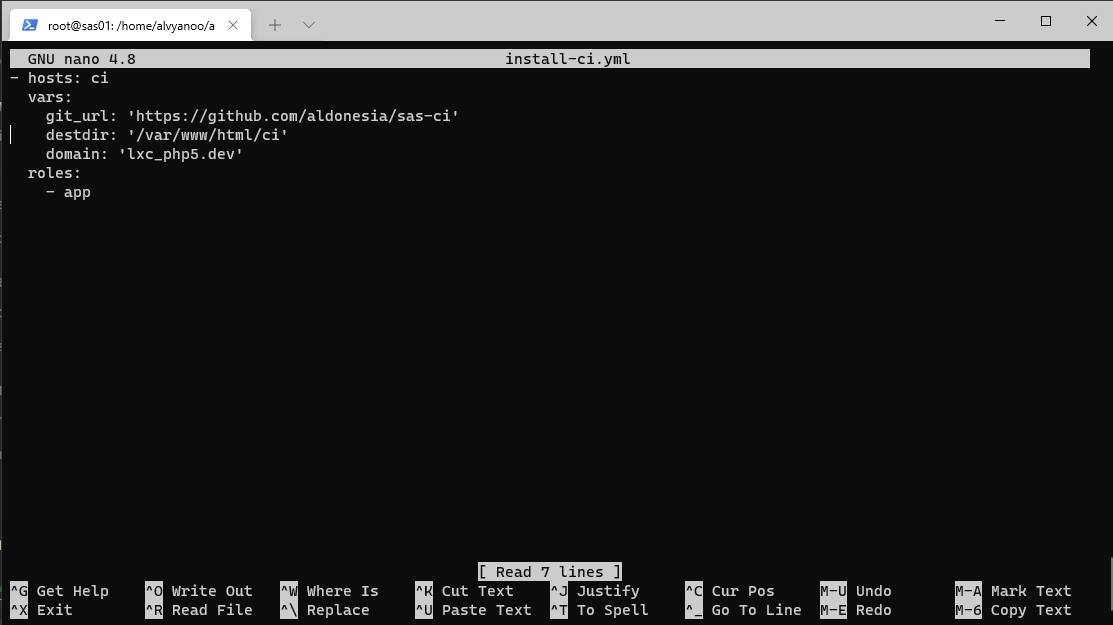 root@sas01: /home/alvyanoo/a
GNU nano 4.8 install-ci.yml
- hosts: ci
  vars:
    git_url: 'https://github.com/aldonesia/sas-ci'
    destdir: '/var/www/html/ci'
    domain: 'lxc_php5.dev'
  roles:
    - app
[ Read 7 lines ]
^G Get Help ^O Write Out ^W Where Is ^K Cut Text ^J Justify ^C Cur Pos M-U Undo M-A Mark Text
^X Exit ^R Read File ^\ Replace ^U Paste Text ^T To Spell ^_ Go To Line M-E Redo M-6 Copy Text